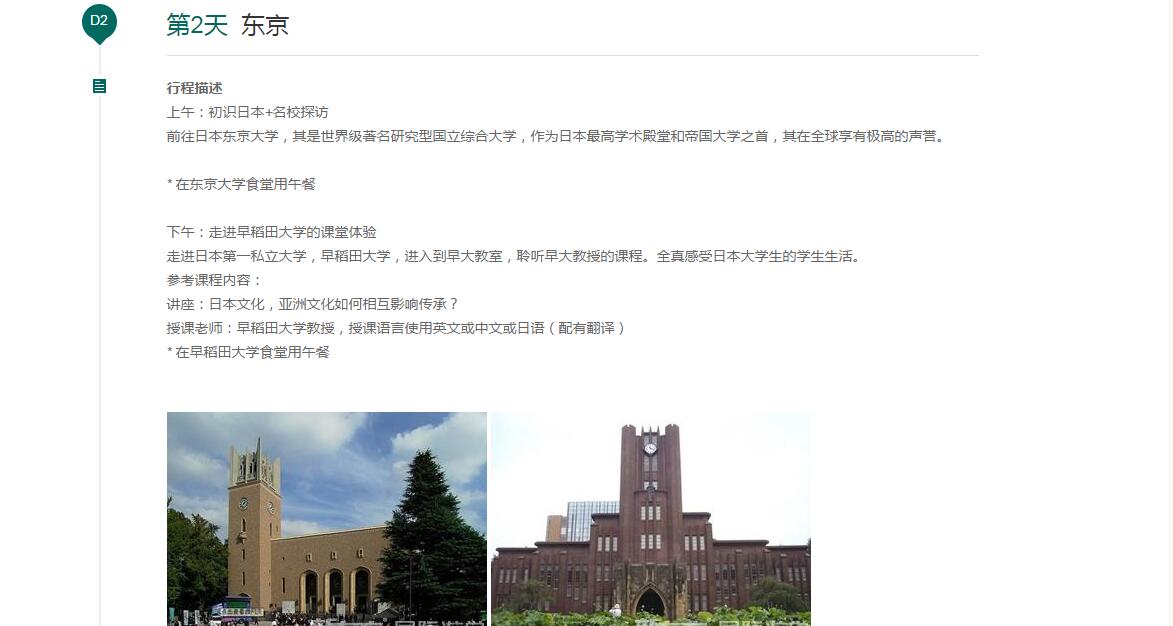 D2
第2天 东京
行程描述
上午：初识日本+名校探访
前往日本东京大学，其是世界级著名研究型国立综合大学，作为日本最高学术殿堂和帝国大学之首，其在全球享有极高的声誉。
* 在东京大学食堂用午餐
下午：走进早稻田大学的课堂体验
走进日本第一私立大学，早稻田大学，进入到早大教室，聆听早大教授的课程。全真感受日本大学生的学生生活。
参考课程内容：
讲座：日本文化，亚洲文化如何相互影响传承？
授课老师：早稻田大学教授，授课语言使用英文或中文或日语（配有翻译）
* 在早稻田大学食堂用午餐